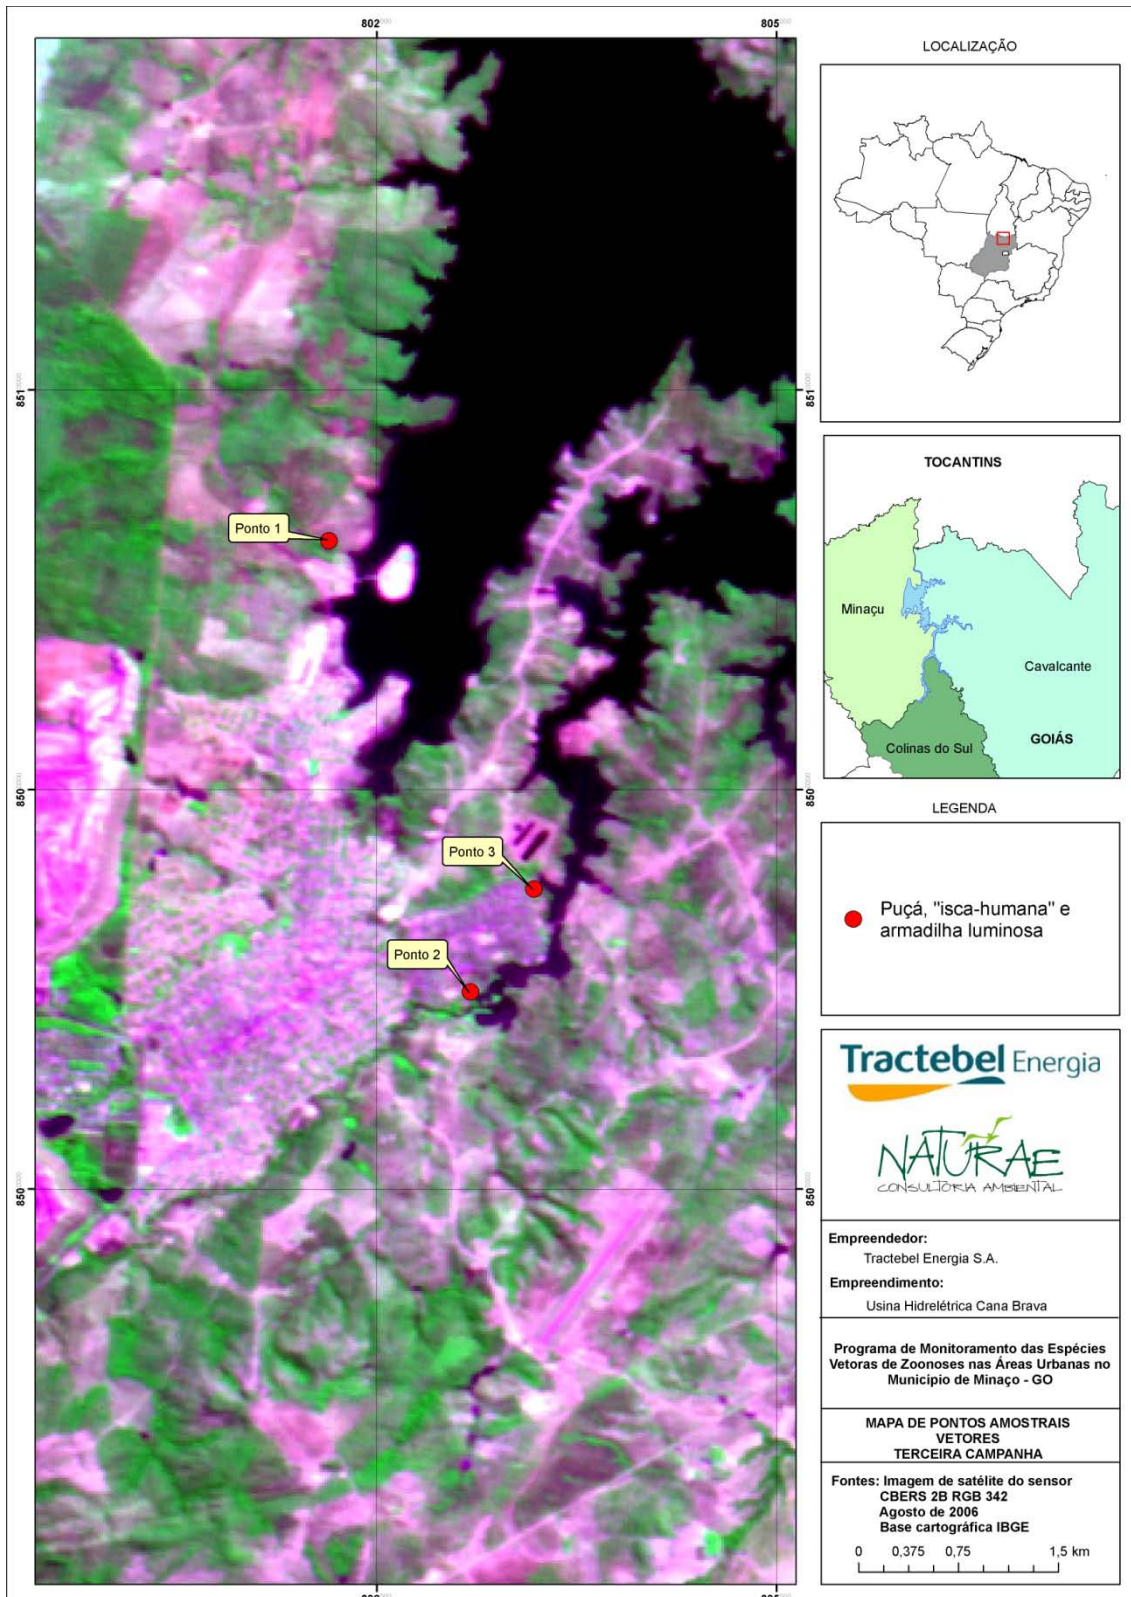 802000
805
LOCALIZAÇÃO
851
851
TOCANTINS
Ponto 1
Minaçu
Cavalcante
GOIÁS
Colinas do Sul
850
850
LEGENDA
Ponto 3
Puçá, "isca-humana" e
armadilha luminosa
Ponto 2
Tractebel Energia
NATURAE
CONSULTORIA AMBIENTAL
850
850
Empreendedor:
Tractebel Energia S.A.
Empreendimento:
Usina Hidrelétrica Cana Brava
Programa de Monitoramento das Espécies
Vetoras de Zoonoses nas Áreas Urbanas no
Município de Minaço - GO
MAPA DE PONTOS AMOSTRAIS
VETORES
TERCEIRA CAMPANHA
Fontes: Imagem de satélite do sensor
CBERS 2B RGB 342
Agosto de 2006
Base cartográfica IBGE
0 0,375 0,75 1,5 km